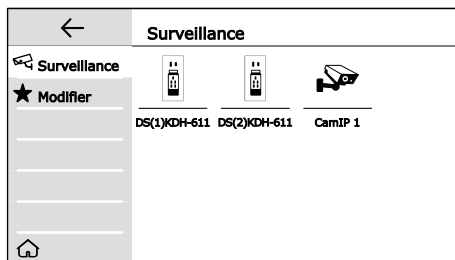 Surveillance
Surveillance
Modifier
DS(1)KDH-611 DS(2)KDH-611 CamIP 1